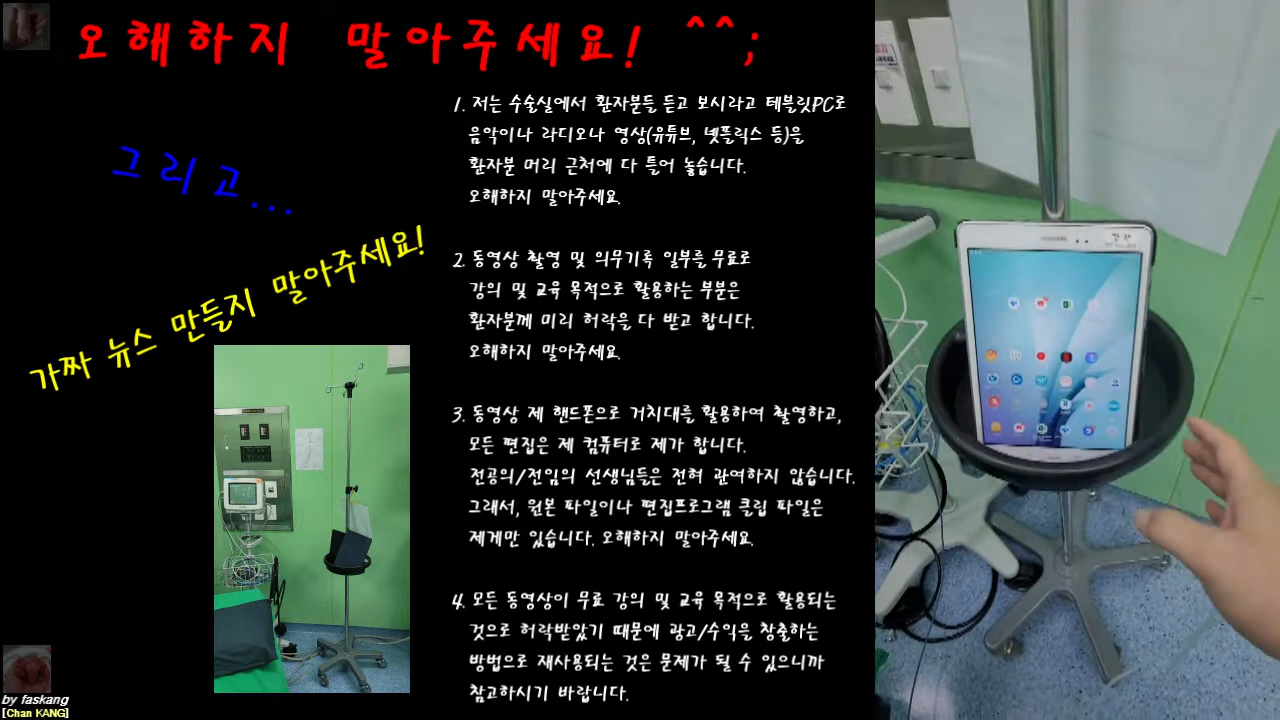 오해하지 말아주세요! ^^;
그리고...
가짜 뉴스 만들지 말아주세요!
1. 저는 수술실에서 환자분들 듣고 보시라고 테블릿PC로
음악이나 라디오나 영상(유튜브, 넷플릭스 등)을
환자분 머리 근처에 다 틀어 놓습니다.
오해하지 말아주세요.
2. 동영상 촬영 및 의무기록 일부를 무료로
강의 및 교육 목적으로 활용하는 부분은
환자분께 미리 허락을 다 받고 합니다.
오해하지 말아주세요.
3. 동영상 제 핸드폰으로 거치대를 활용하여 촬영하고,
모든 편집은 제 컴퓨터로 제가 합니다.
전공의/전임의 선생님들은 전혀 관여하지 않습니다.
그래서, 원본 파일이나 편집프로그램 클립 파일은
제게만 있습니다. 오해하지 말아주세요.
4. 모든 동영상이 무료 강의 및 교육 목적으로 활용되는
것으로 허락받았기 때문에 광고/수익을 창출하는
방법으로 재사용되는 것은 문제가 될 수 있으니까
참고하시기 바랍니다.
SAMSUNG
by faskang
[Chan KANG]